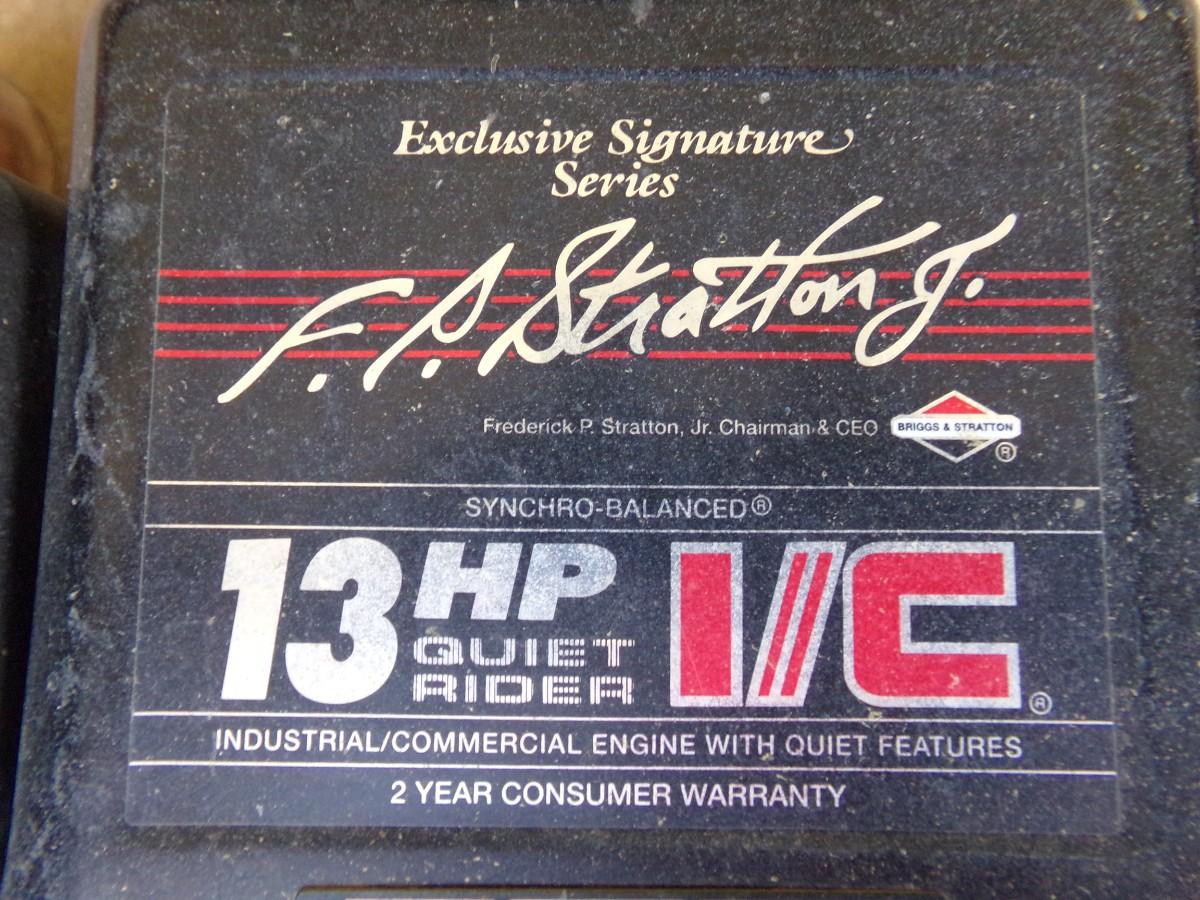 Exclusive Signature
Series
F. P. Stratton Jr.
Frederick P. Stratton, Jr. Chairman & CEO
BRIGGS & STRATTON
®
SYNCHRO-BALANCED®
13 HP I/C®
QUIET
RIDER
INDUSTRIAL/COMMERCIAL ENGINE WITH QUIET FEATURES
2 YEAR CONSUMER WARRANTY